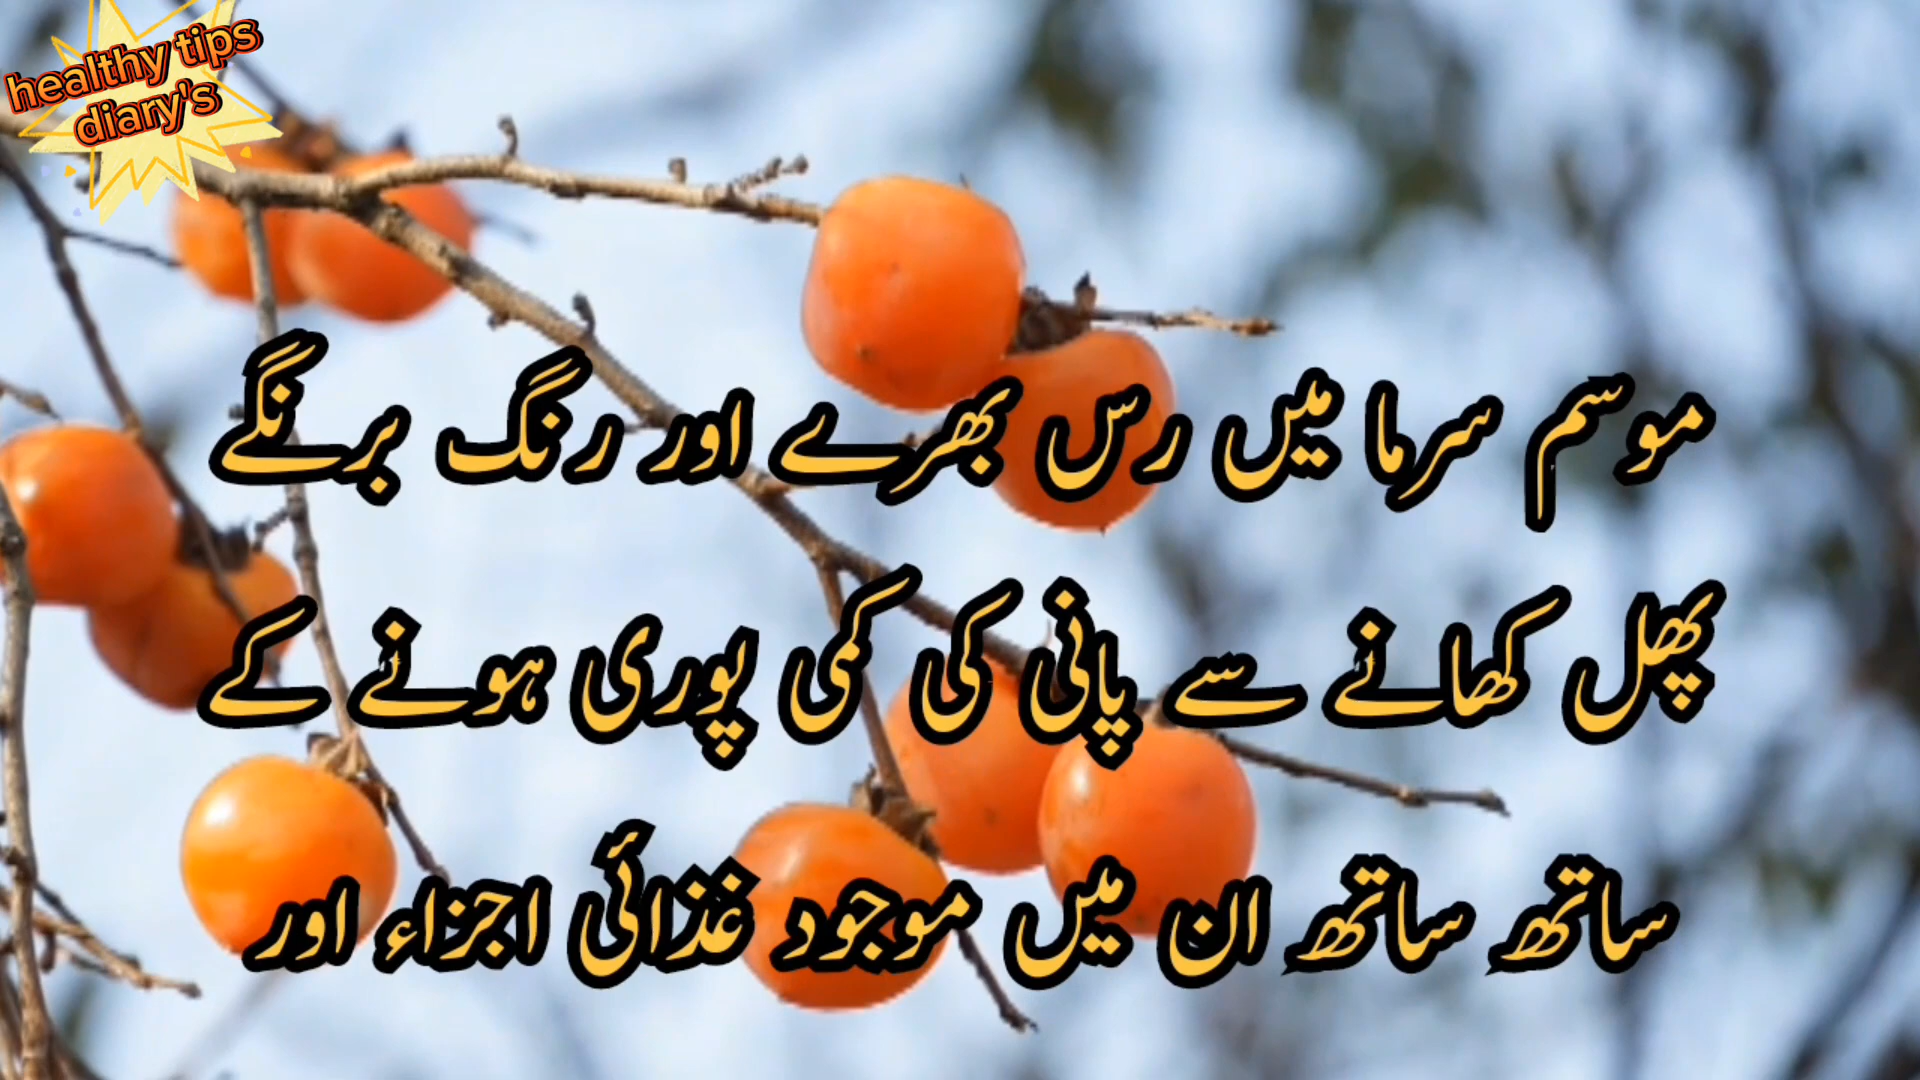 healthy tips
diary's
موسم سرما میں رس بھرے اور رنگ برنگے
پھل کھانے سے پانی کی کمی پوری ہونے کے
ساتھ ساتھ ان میں موجود غذائی اجزاء اور